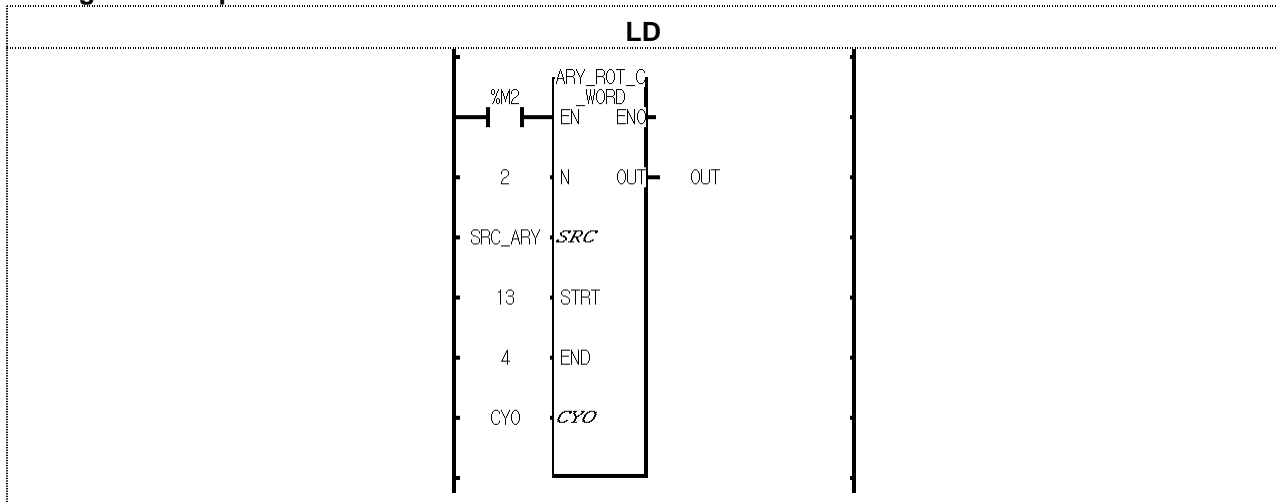 LD
ARY_ROT_C
%M2
_WORD
EN ENO
2 N OUT OUT
SRC_ARY SRC
13 STRT
4 END
CYO CYO